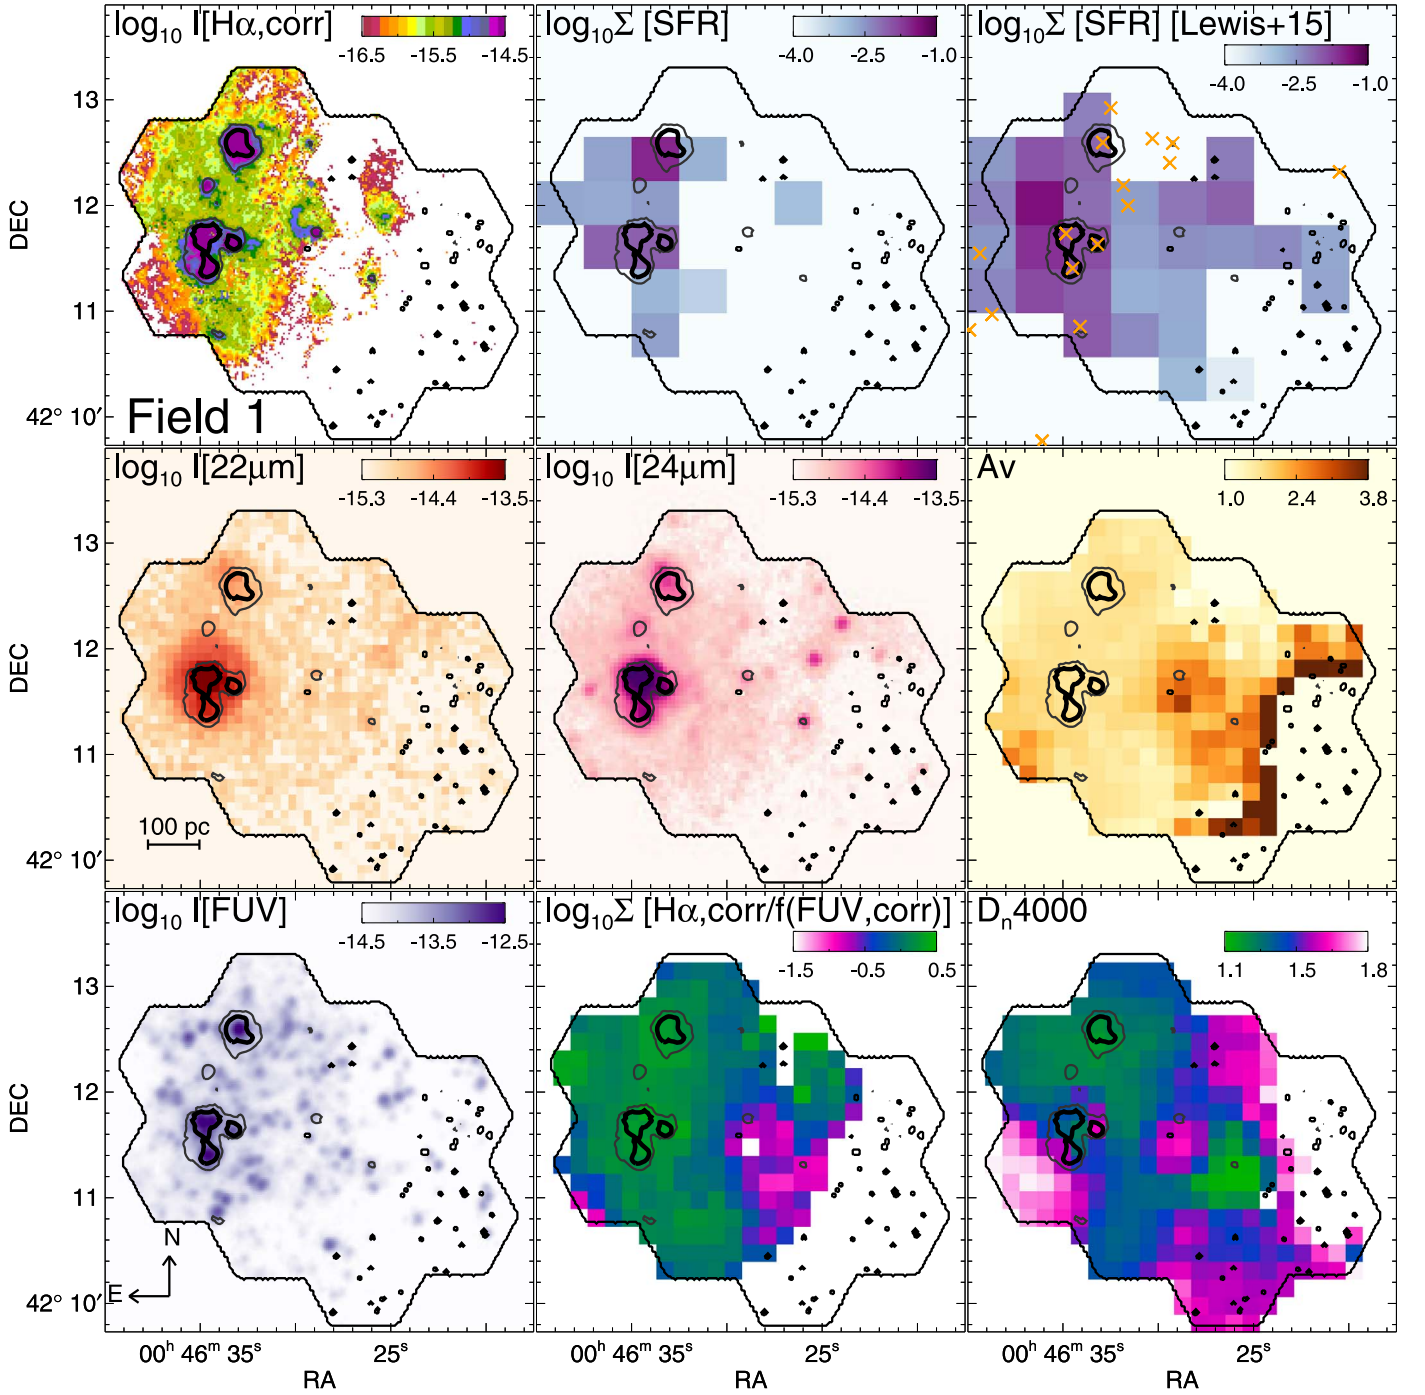 log₁₀ I[Hα,corr]
-16.5 -15.5 -14.5
log₁₀Σ [SFR]
-4.0 -2.5 -1.0
log₁₀Σ [SFR] [Lewis+15]
-4.0 -2.5 -1.0
13
12
11
42° 10′
DEC
Field 1
log₁₀ I[22μm]
-15.3 -14.4 -13.5
log₁₀ I[24μm]
-15.3 -14.4 -13.5
Av
1.0 2.4 3.8
13
12
11
42° 10′
DEC
100 pc
log₁₀ I[FUV]
-14.5 -13.5 -12.5
log₁₀Σ [Hα,corr/f(FUV,corr)]
-1.5 -0.5 0.5
Dₙ4000
1.1 1.5 1.8
13
12
11
42° 10′
DEC
N
E
00ʰ 46ᵐ 35ˢ 25ˢ
RA
00ʰ 46ᵐ 35ˢ 25ˢ
RA
00ʰ 46ᵐ 35ˢ 25ˢ
RA